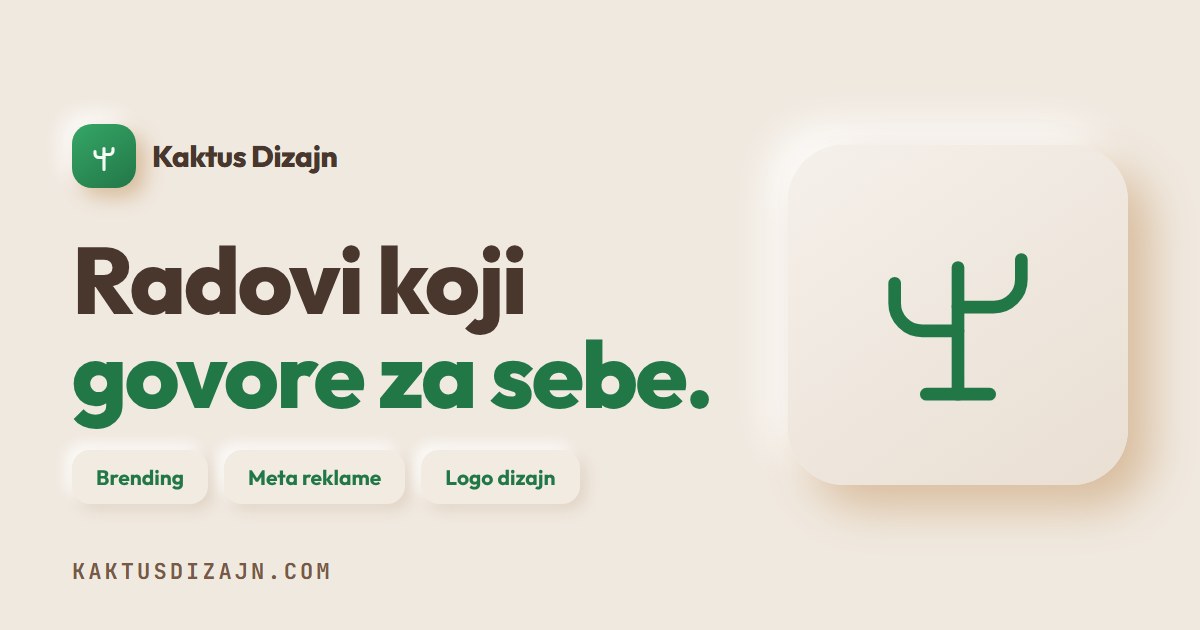 Kaktus Dizajn
Radovi koji
govore za sebe.
Brending
Meta reklame
Logo dizajn
KAKTUSDIZAJN.COM